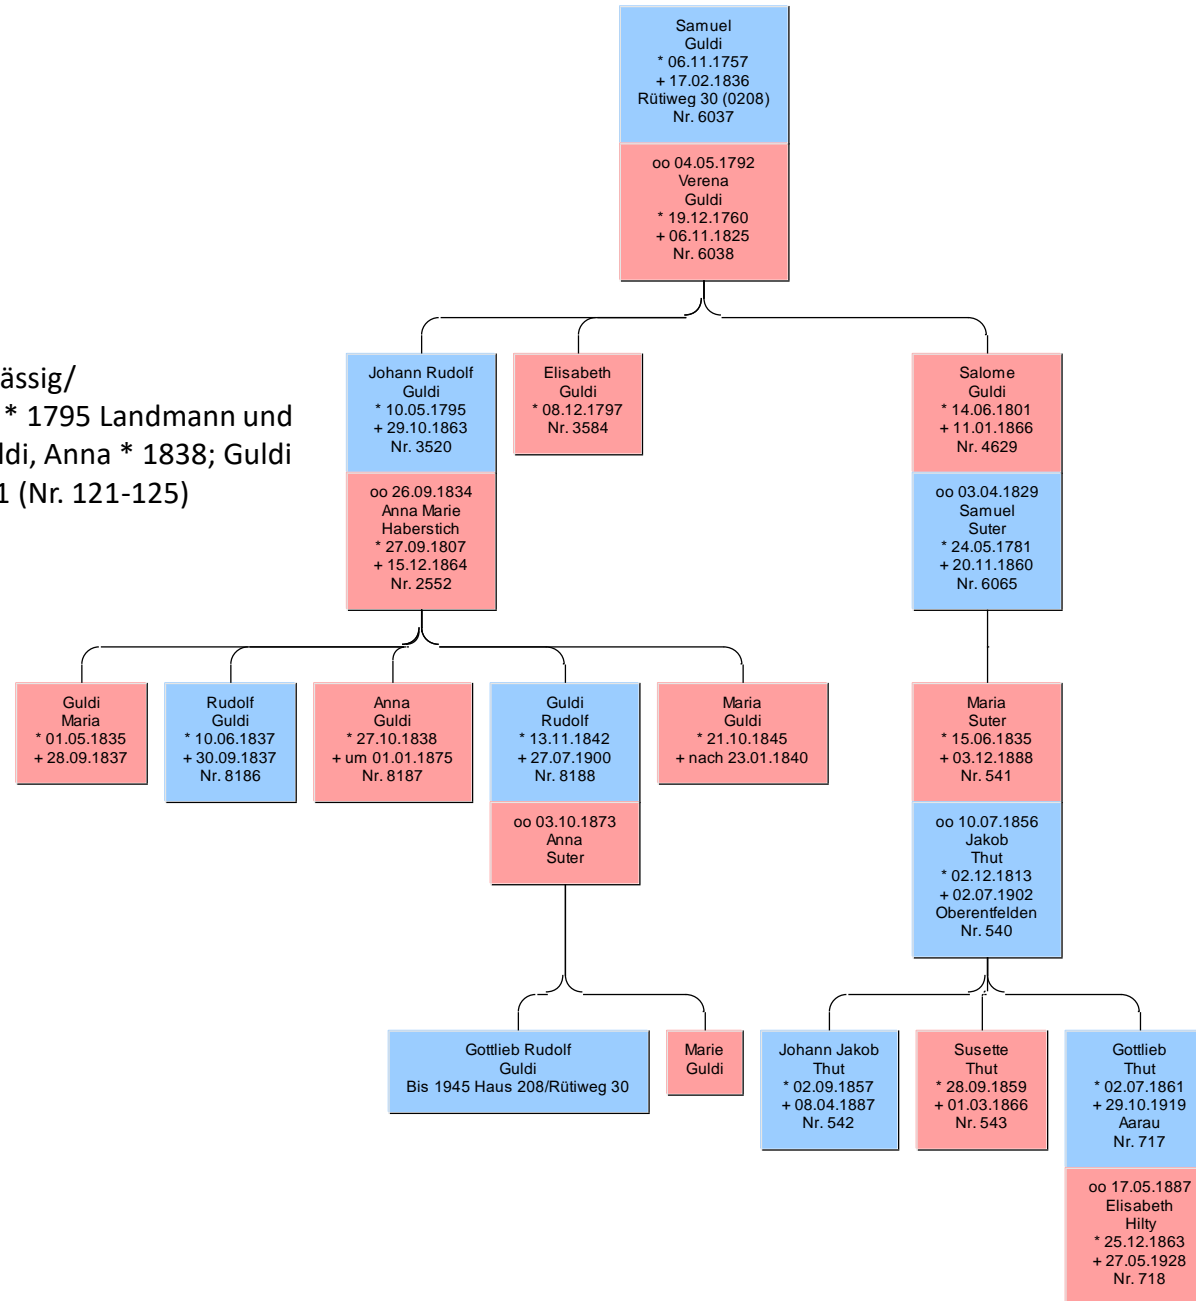 Samuel
Guldi
* 06.11.1757
+ 17.02.1836
Rütiweg 30 (0208)
Nr. 6037
oo 04.05.1792
Verena
Guldi
* 19.12.1760
+ 06.11.1825
Nr. 6038
ässig/
* 1795 Landmann und
ldi, Anna * 1838; Guldi
1 (Nr. 121-125)
Johann Rudolf
Guldi
* 10.05.1795
+ 29.10.1863
Nr. 3520
oo 26.09.1834
Anna Marie
Haberstich
* 27.09.1807
+ 15.12.1864
Nr. 2552
Elisabeth
Guldi
* 08.12.1797
Nr. 3584
Salome
Guldi
* 14.06.1801
+ 11.01.1866
Nr. 4629
oo 03.04.1829
Samuel
Suter
* 24.05.1781
+ 20.11.1860
Nr. 6065
Guldi
Maria
* 01.05.1835
+ 28.09.1837
Rudolf
Guldi
* 10.06.1837
+ 30.09.1837
Nr. 8186
Anna
Guldi
* 27.10.1838
+ um 01.01.1875
Nr. 8187
Guldi
Rudolf
* 13.11.1842
+ 27.07.1900
Nr. 8188
oo 03.10.1873
Anna
Suter
Maria
Guldi
* 21.10.1845
+ nach 23.01.1840
Maria
Suter
* 15.06.1835
+ 03.12.1888
Nr. 541
oo 10.07.1856
Jakob
Thut
* 02.12.1813
+ 02.07.1902
Oberentfelden
Nr. 540
Gottlieb Rudolf
Guldi
Bis 1945 Haus 208/Rütiweg 30
Marie
Guldi
Johann Jakob
Thut
* 02.09.1857
+ 08.04.1887
Nr. 542
Susette
Thut
* 28.09.1859
+ 01.03.1866
Nr. 543
Gottlieb
Thut
* 02.07.1861
+ 29.10.1919
Aarau
Nr. 717
oo 17.05.1887
Elisabeth
Hilty
* 25.12.1863
+ 27.05.1928
Nr. 718